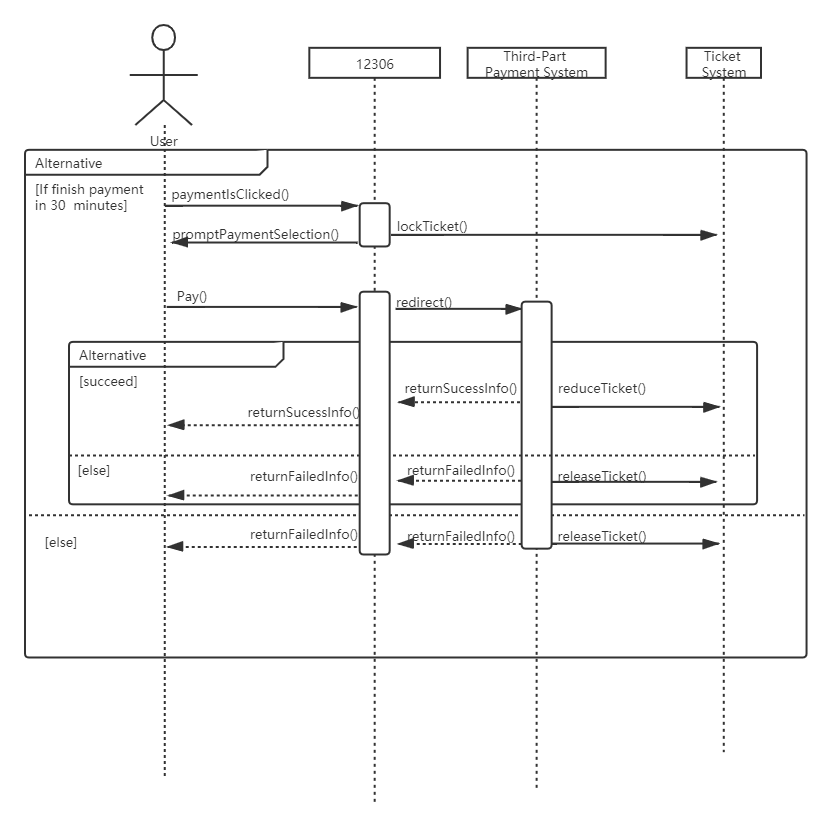 12306
Third-Part
Payment System
Ticket
System
User
Alternative
[If finish payment
in 30 minutes]
paymentIsClicked()
lockTicket()
promptPaymentSelection()
Pay()
redirect()
Alternative
[succeed]
returnSucessInfo()
reduceTicket()
returnSucessInfo()
[else]
returnFailedInfo()
returnFailedInfo()
releaseTicket()
[else]
returnFailedInfo()
returnFailedInfo()
releaseTicket()